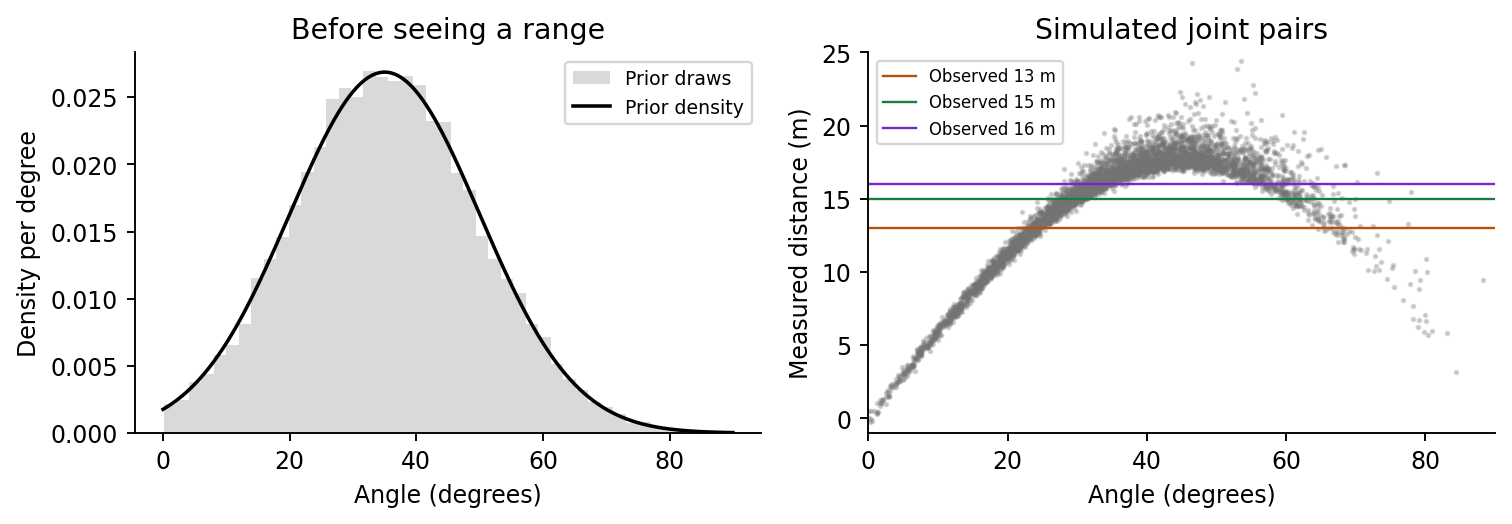 Before seeing a range
Density per degree
0.025
0.020
0.015
0.010
0.005
0.000
Prior draws
Prior density
0 20 40 60 80
Angle (degrees)
Simulated joint pairs
Measured distance (m)
25
20
15
10
5
0
Observed 13 m
Observed 15 m
Observed 16 m
0 20 40 60 80
Angle (degrees)